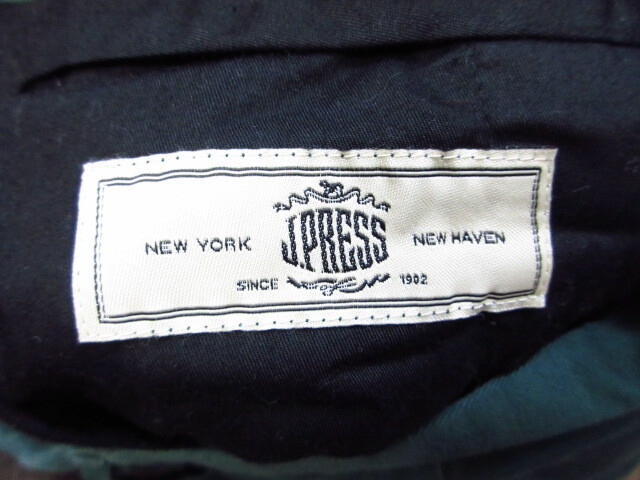 J.PRESS
NEW YORK
NEW HAVEN
SINCE 1902